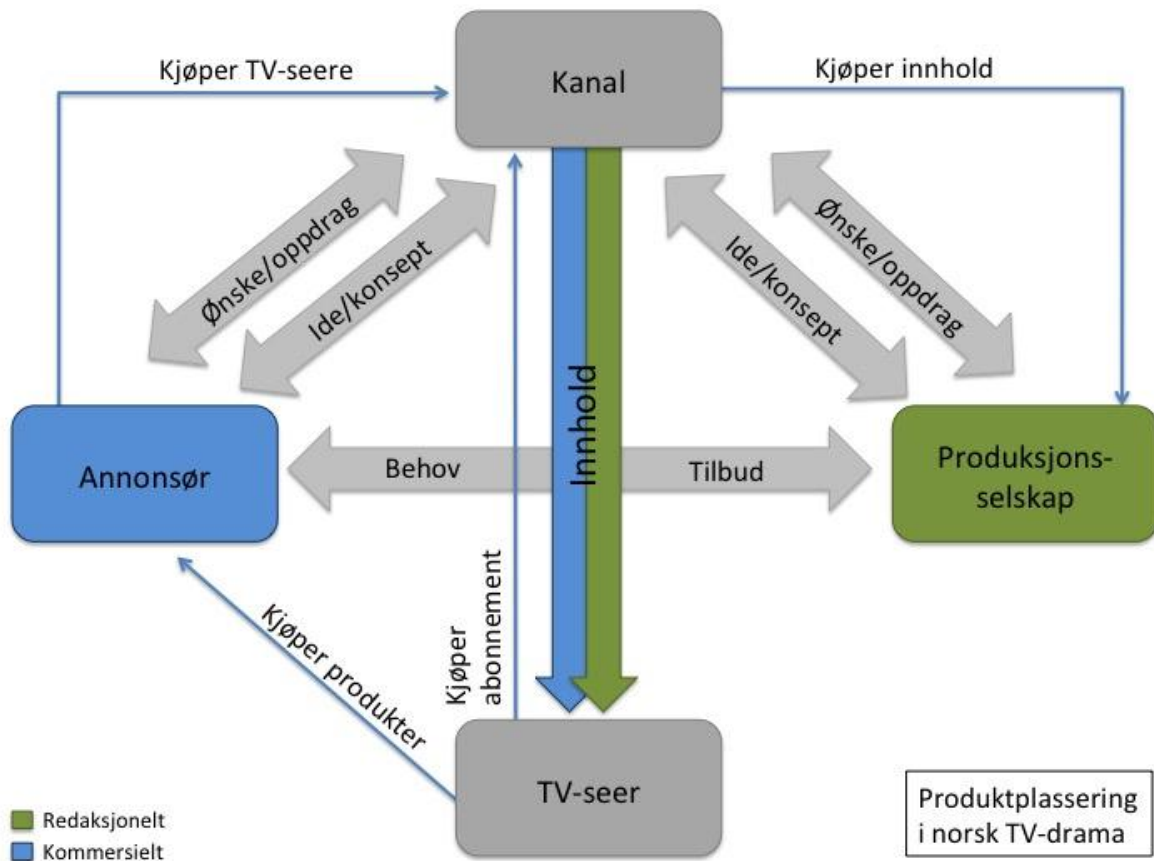 Kjøper TV-seere
Kanal
Kjøper innhold
Ønske/oppdrag
Ide/konsept
Ide/konsept
Ønske/oppdrag
Innhold
Annonsør
Behov
Tilbud
Produksjons-
selskap
Kjøper produkter
Kjøper
abonnement
TV-seer
Redaksjonelt
Kommersielt
Produktplassering
i norsk TV-drama